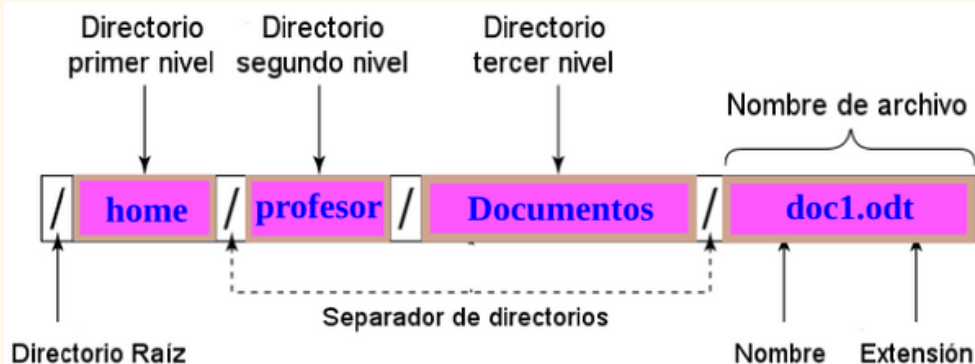 Directorio
primer nivel
Directorio
segundo nivel
Directorio
tercer nivel
Nombre de archivo
/ home / profesor / Documentos / doc1.odt
Separador de directorios
Directorio Raíz
Nombre
Extensión